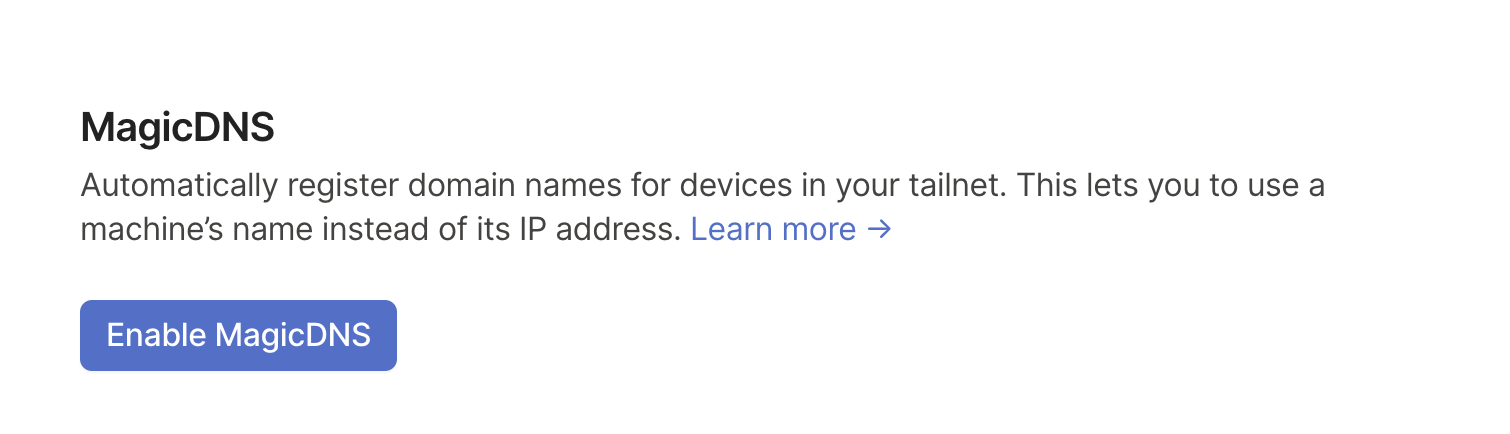 MagicDNS
Automatically register domain names for devices in your tailnet. This lets you to use a
machine’s name instead of its IP address. Learn more →
Enable MagicDNS